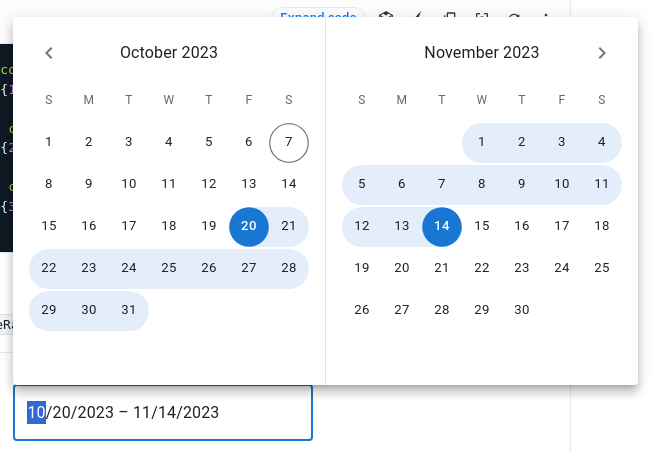 Expand code
October 2023
November 2023
S M T W T F S
S M T W T F S
1 2 3 4 5 6 7
1 2 3 4
8 9 10 11 12 13 14
5 6 7 8 9 10 11
15 16 17 18 19 20 21
12 13 14 15 16 17 18
22 23 24 25 26 27 28
19 20 21 22 23 24 25
29 30 31
26 27 28 29 30
10/20/2023 – 11/14/2023